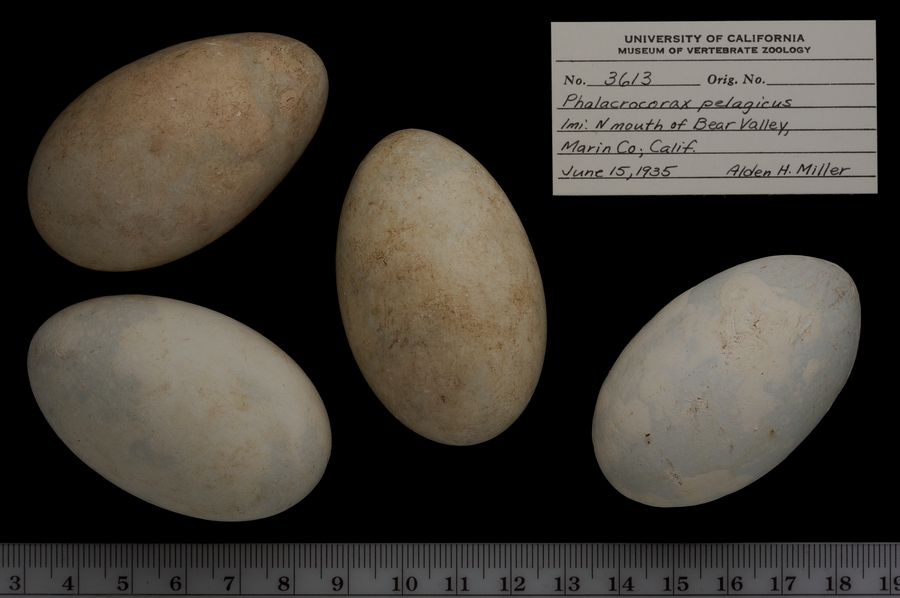 UNIVERSITY OF CALIFORNIA
MUSEUM OF VERTEBRATE ZOOLOGY
No. 3613 Orig. No.
Phalacrocorax pelagicus
1mi. N mouth of Bear Valley,
Marin Co; Calif.
June 15, 1935 Alden H. Miller
3 4 5 6 7 8 9 10 11 12 13 14 15 16 17 18 19